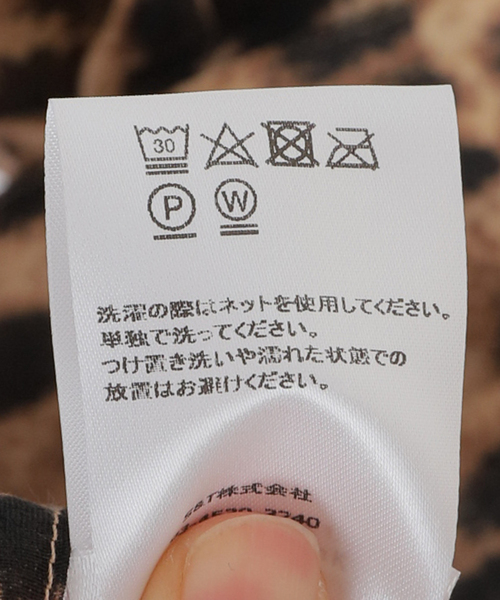 30
P W
洗濯の際はネットを使用してください。
単独で洗ってください。
つけ置き洗いや濡れた状態での
放置はお避けください。
株式会社